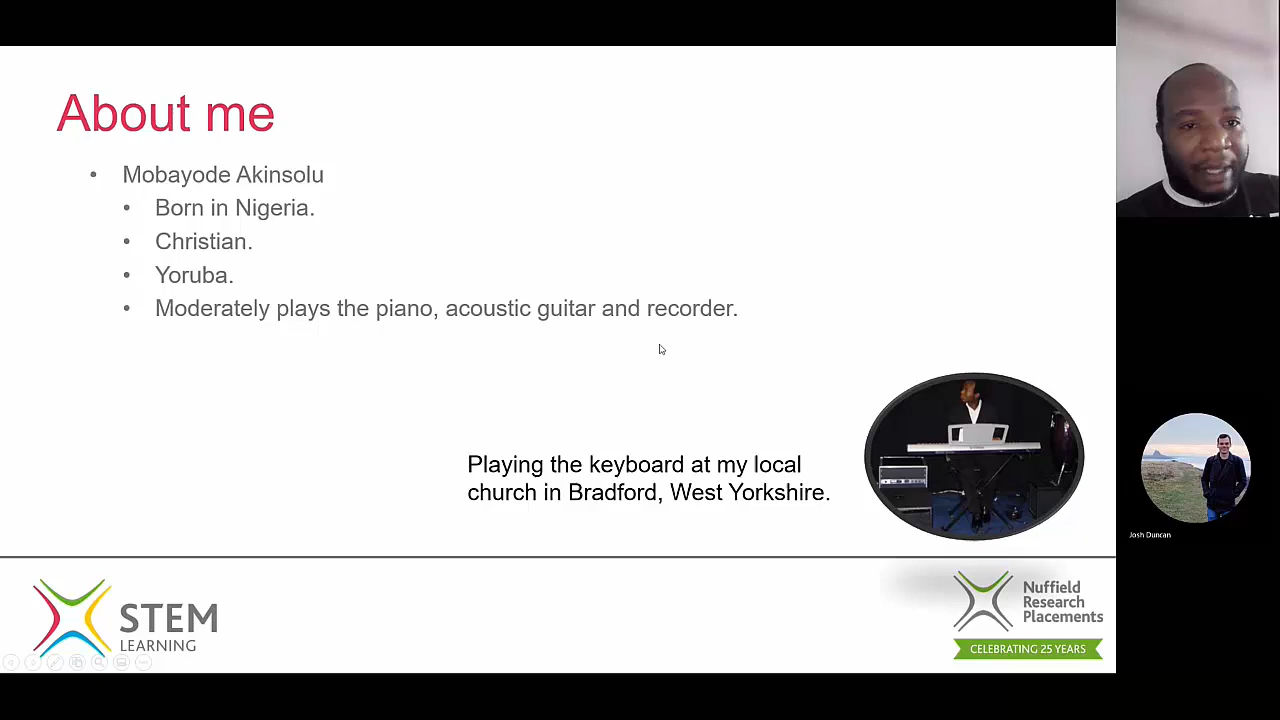 About me
• Mobayode Akinsolu
• Born in Nigeria.
• Christian.
• Yoruba.
• Moderately plays the piano, acoustic guitar and recorder.
Playing the keyboard at my local
church in Bradford, West Yorkshire.
Josh Duncan
STEM
LEARNING
Nuffield
Research
Placements
CELEBRATING 25 YEARS